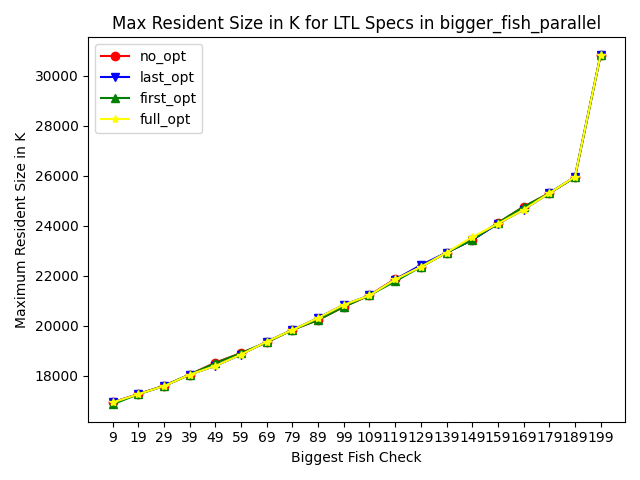 Max Resident Size in K for LTL Specs in bigger_fish_parallel
no_opt
last_opt
first_opt
full_opt
Maximum Resident Size in K
30000
28000
26000
24000
22000
20000
18000
9 19 29 39 49 59 69 79 89 99 109 119 129 139 149 159 169 179 189 199
Biggest Fish Check